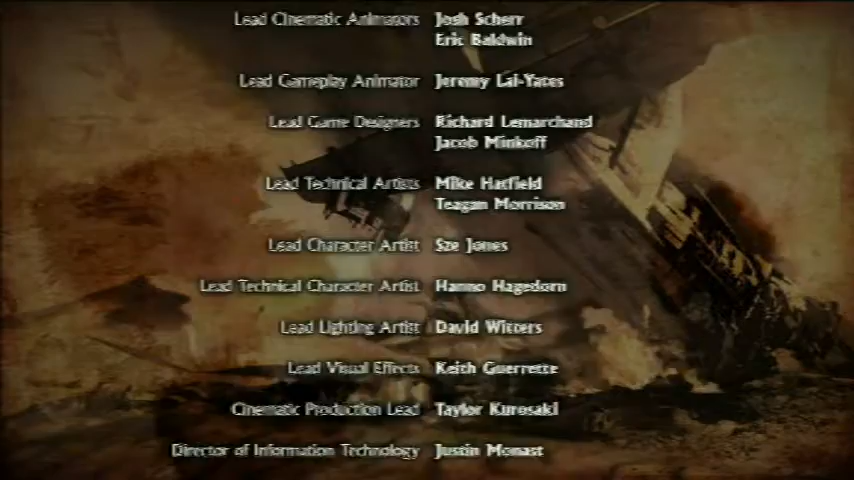 Lead Cinematic Animators Josh Scherr
Eric Baldwin
Lead Gameplay Animator Jeremy Lai-Yates
Lead Game Designers Richard Lemarchand
Jacob Minkoff
Lead Technical Artists Mike Hatfield
Teagan Morrison
Lead Character Artist Sze Jones
Lead Technical Character Artist Hanno Hagedorn
Lead Lighting Artist David Witters
Lead Visual Effects Keith Guerrette
Cinematic Production Lead Taylor Kurosaki
Director of Information Technology Justin Monast